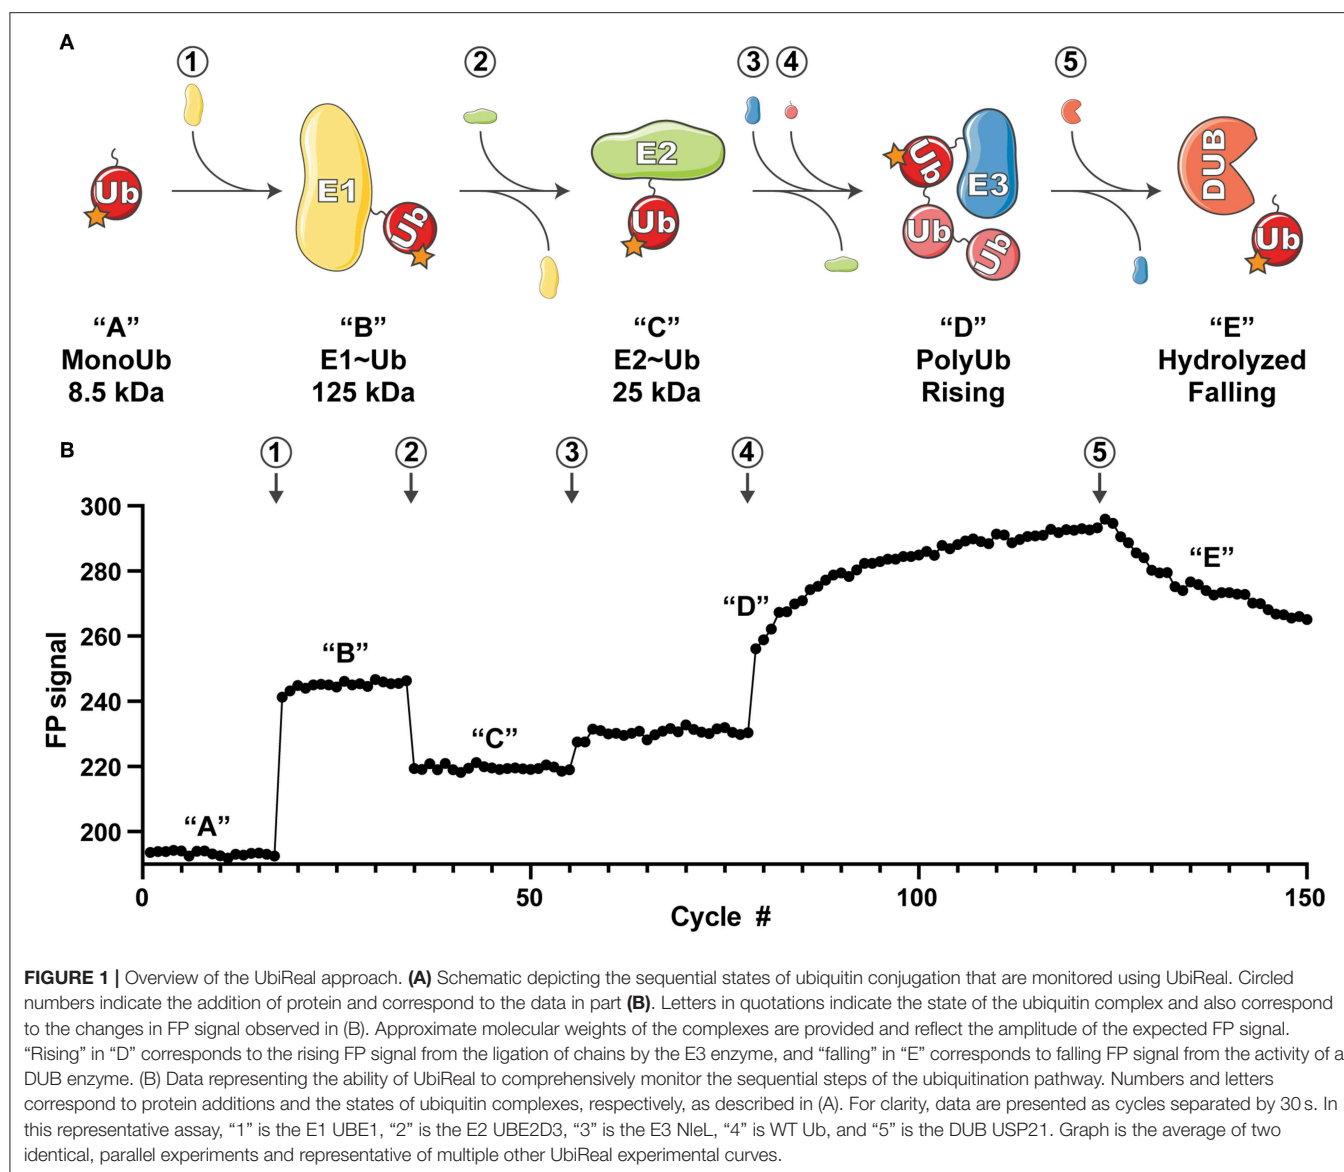 A
1
2
3
4
5
Ub
E1
Ub
E2
Ub
Ub
E3
Ub
Ub
DUB
Ub
“A”
MonoUb
8.5 kDa
“B”
E1~Ub
125 kDa
“C”
E2~Ub
25 kDa
“D”
PolyUb
Rising
“E”
Hydrolyzed
Falling
B
1
2
3
4
5
300
280
260
240
220
200
FP signal
“A”
“B”
“C”
“D”
“E”
0
50
100
150
Cycle #
FIGURE 1 | Overview of the UbiReal approach. (A) Schematic depicting the sequential states of ubiquitin conjugation that are monitored using UbiReal. Circled
numbers indicate the addition of protein and correspond to the data in part (B). Letters in quotations indicate the state of the ubiquitin complex and also correspond
to the changes in FP signal observed in (B). Approximate molecular weights of the complexes are provided and reflect the amplitude of the expected FP signal.
“Rising” in “D” corresponds to the rising FP signal from the ligation of chains by the E3 enzyme, and “falling” in “E” corresponds to falling FP signal from the activity of a
DUB enzyme. (B) Data representing the ability of UbiReal to comprehensively monitor the sequential steps of the ubiquitination pathway. Numbers and letters
correspond to protein additions and the states of ubiquitin complexes, respectively, as described in (A). For clarity, data are presented as cycles separated by 30 s. In
this representative assay, “1” is the E1 UBE1, “2” is the E2 UBE2D3, “3” is the E3 NleL, “4” is WT Ub, and “5” is the DUB USP21. Graph is the average of two
identical, parallel experiments and representative of multiple other UbiReal experimental curves.